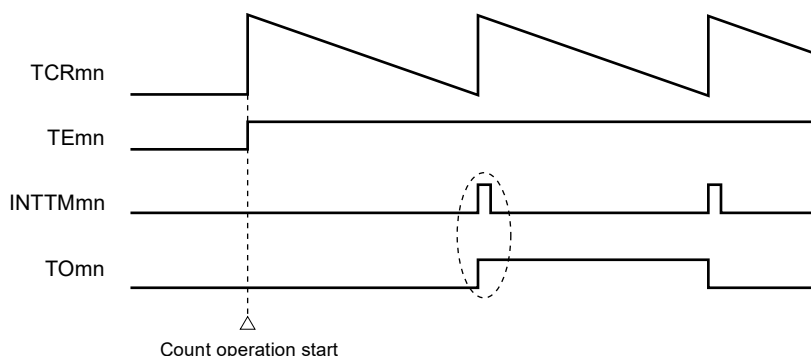 TCRmn
TEmn
INTTMmn
TOmn
Count operation start